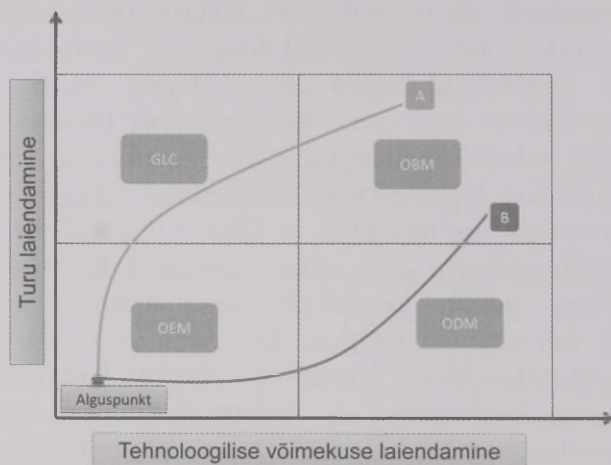 Turu laiendamine
A
GLC
OBM
B
OEM
ODM
Alguspunkt
Tehnoloogilise võimekuse laiendamine